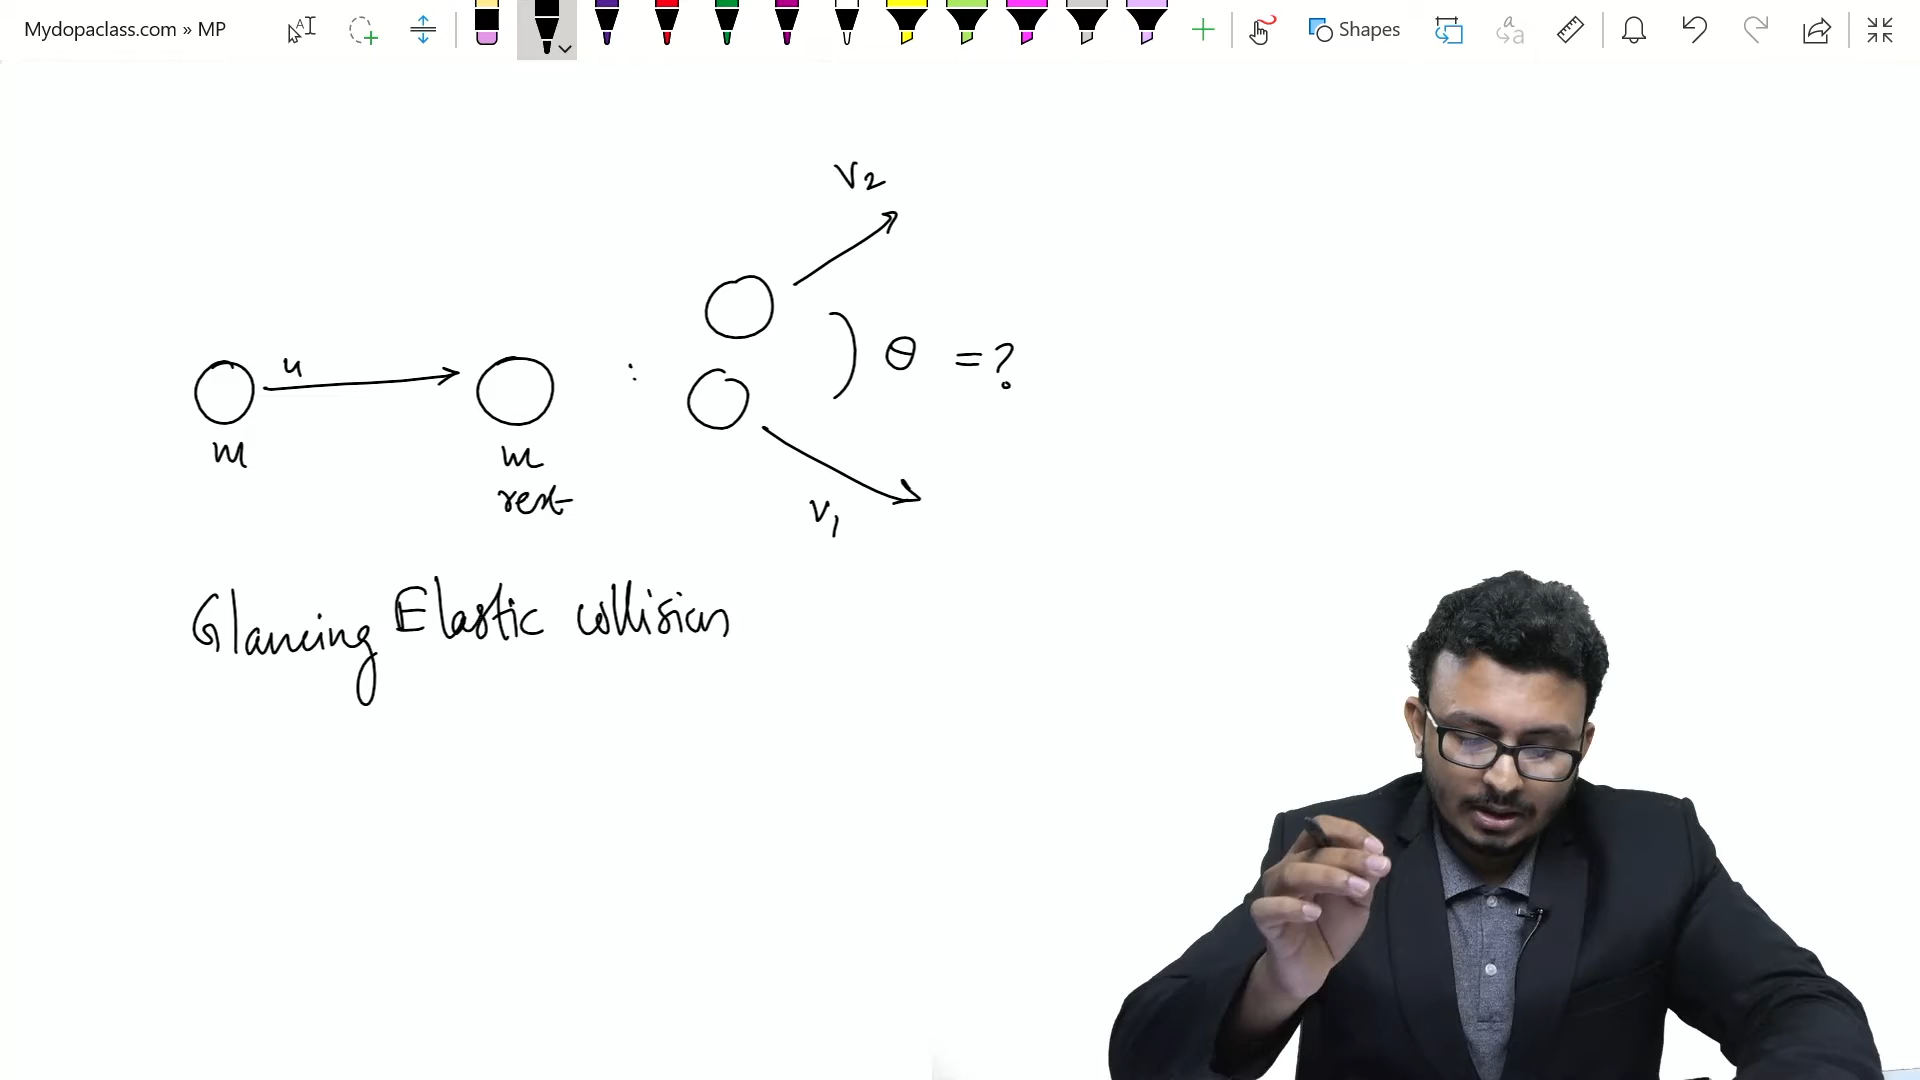 Mydopaclass.com » MP
Shapes
V2
u
θ = ?
m
m
rest
V1
Glancing Elastic collision